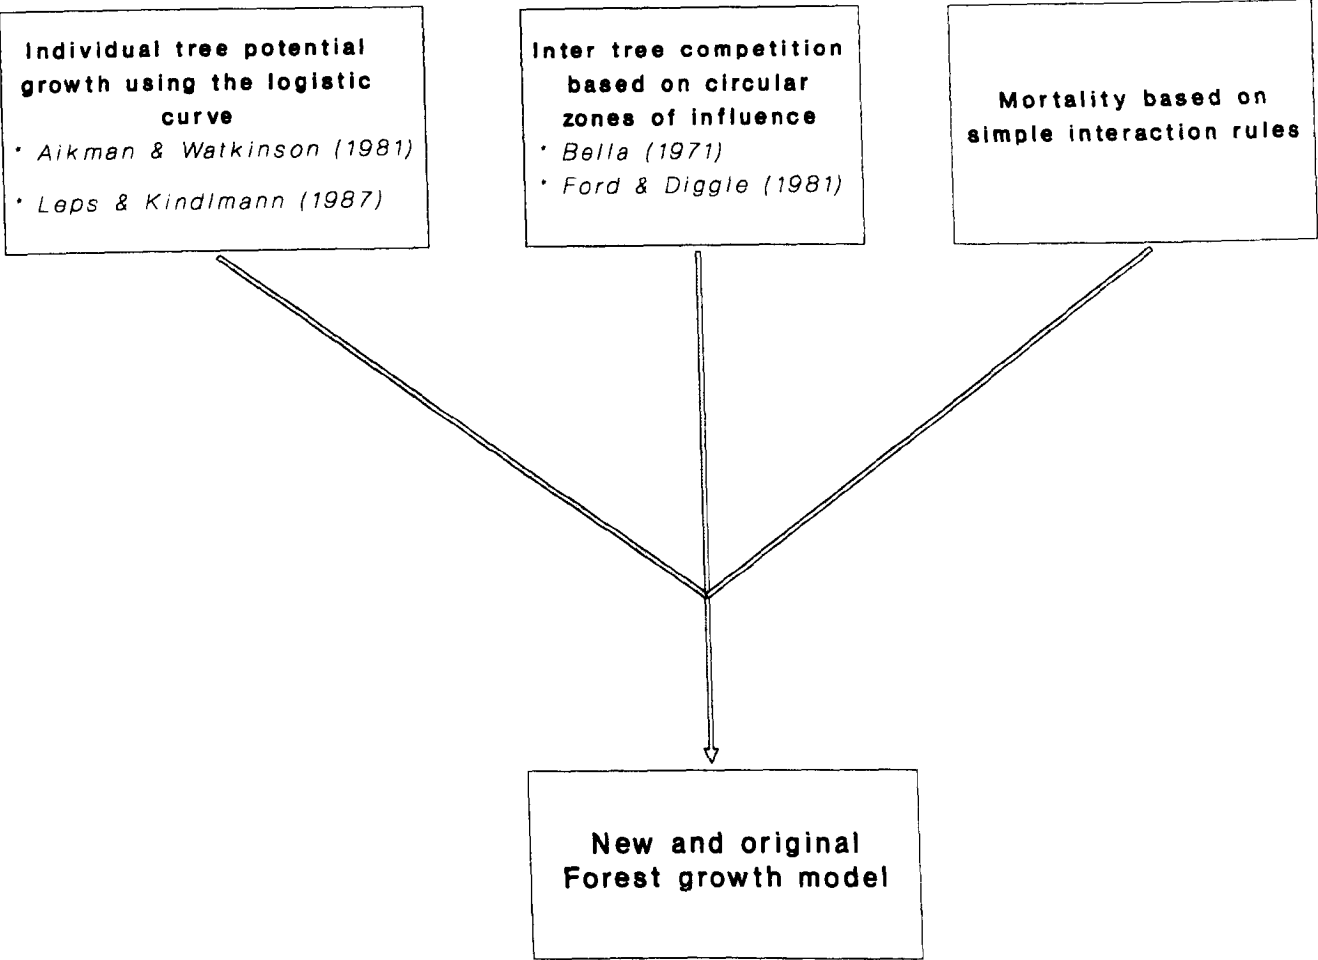 Individual tree potential
growth using the logistic
curve
• Aikman & Watkinson (1981)
• Leps & Kindlmann (1987)
Inter tree competition
based on circular
zones of influence
• Bella (1971)
• Ford & Diggle (1981)
Mortality based on
simple interaction rules
New and original
Forest growth model